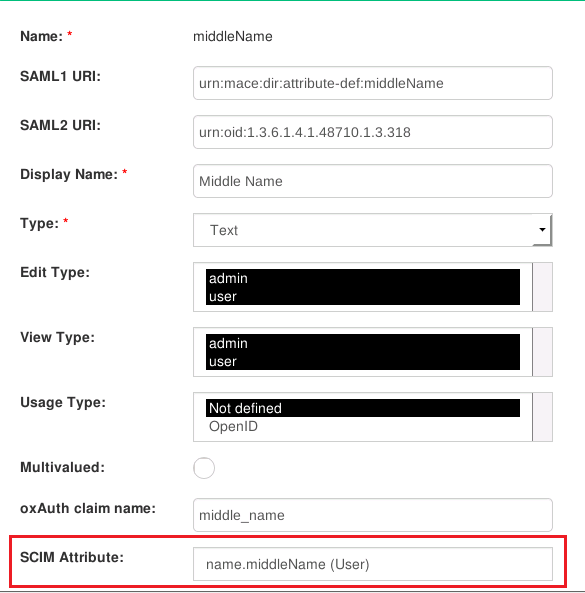 Name: * middleName
SAML1 URI: urn:mace:dir:attribute-def:middleName
SAML2 URI: urn:oid:1.3.6.1.4.1.48710.1.3.318
Display Name: * Middle Name
Type: * Text
Edit Type: admin
user
View Type: admin
user
Usage Type: Not defined
OpenID
Multivalued:
oxAuth claim name: middle_name
SCIM Attribute: name.middleName (User)